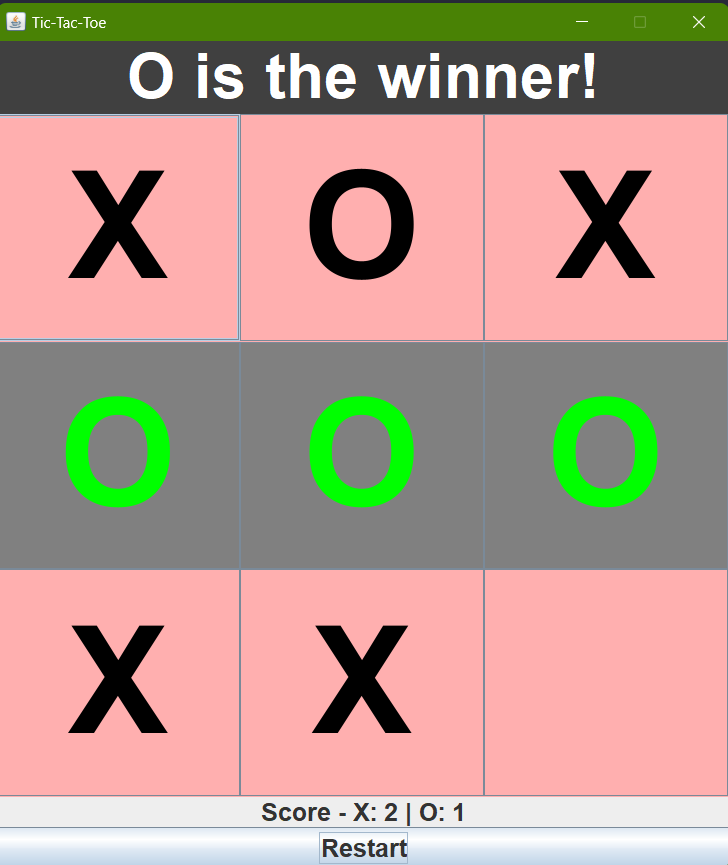 Tic-Tac-Toe
O is the winner!
X O X
O O O
X X
Score - X: 2 | O: 1
Restart